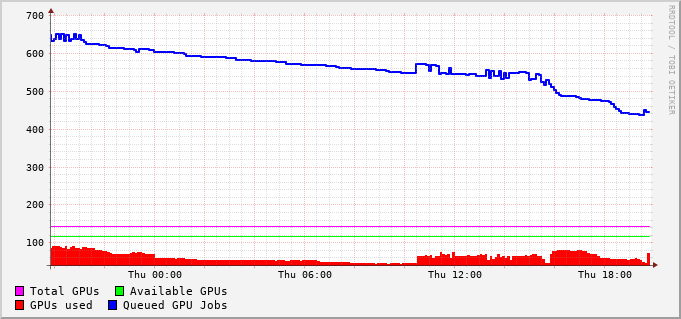 700
600
500
400
300
200
100
Thu 00:00 Thu 06:00 Thu 12:00 Thu 18:00
Total GPUs Available GPUs
GPUs used Queued GPU Jobs
RRDTOOL / TOBI OETIKER